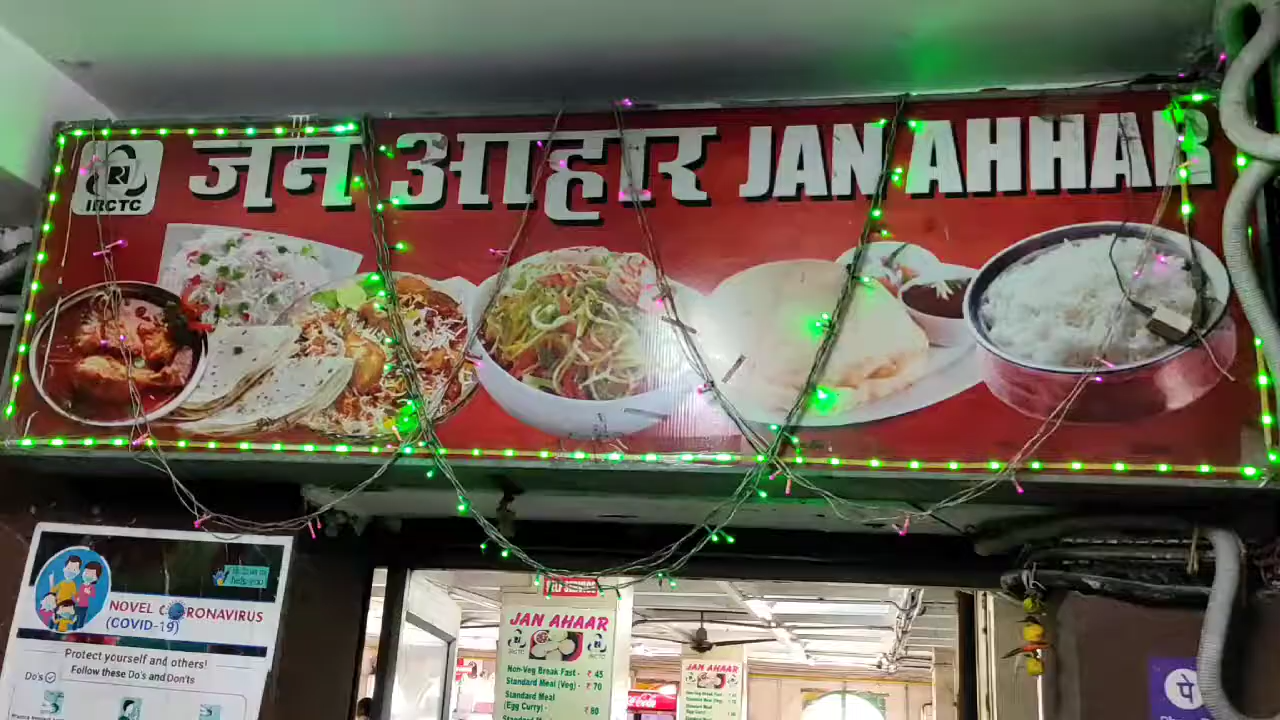 IRCTC
जन आहार JAN AHHAR
NOVEL CORONAVIRUS
(COVID-19)
Protect yourself and others!
Follow these Do's and Don'ts
Do's
JAN AHAAR
IRCTC
IRCTC
Non-Veg Break Fast - ₹ 45
Standard Meal (Veg) - ₹ 70
Standard Meal
(Egg Curry) - ₹ 80
JAN AHAAR
पे